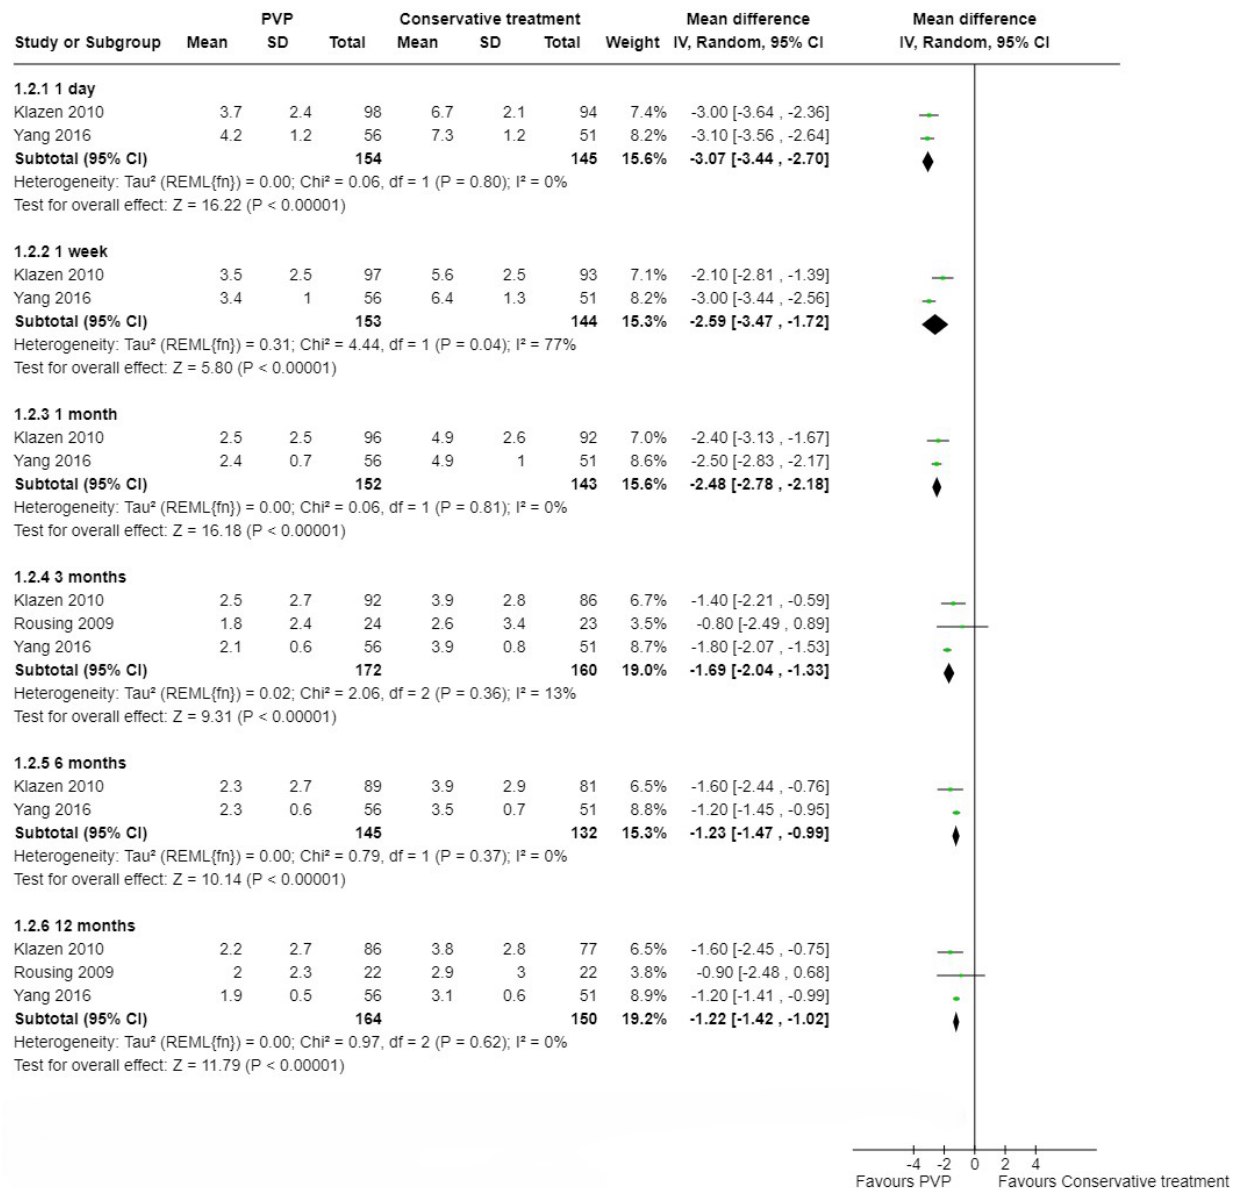 PVP Conservative treatment Mean difference Mean difference
Study or Subgroup Mean SD Total Mean SD Total Weight IV, Random, 95% CI IV, Random, 95% CI
1.2.1 1 day
Klazen 2010 3.7 2.4 98 6.7 2.1 94 7.4% -3.00 [-3.64 , -2.36]
Yang 2016 4.2 1.2 56 7.3 1.2 51 8.2% -3.10 [-3.56 , -2.64]
Subtotal (95% CI) 154 145 15.6% -3.07 [-3.44 , -2.70]
Heterogeneity: Tau² (REML{fn}) = 0.00; Chi² = 0.06, df = 1 (P = 0.80); I² = 0%
Test for overall effect: Z = 16.22 (P < 0.00001)
1.2.2 1 week
Klazen 2010 3.5 2.5 97 5.6 2.5 93 7.1% -2.10 [-2.81 , -1.39]
Yang 2016 3.4 1 56 6.4 1.3 51 8.2% -3.00 [-3.44 , -2.56]
Subtotal (95% CI) 153 144 15.3% -2.59 [-3.47 , -1.72]
Heterogeneity: Tau² (REML{fn}) = 0.31; Chi² = 4.44, df = 1 (P = 0.04); I² = 77%
Test for overall effect: Z = 5.80 (P < 0.00001)
1.2.3 1 month
Klazen 2010 2.5 2.5 96 4.9 2.6 92 7.0% -2.40 [-3.13 , -1.67]
Yang 2016 2.4 0.7 56 4.9 1 51 8.6% -2.50 [-2.83 , -2.17]
Subtotal (95% CI) 152 143 15.6% -2.48 [-2.78 , -2.18]
Heterogeneity: Tau² (REML{fn}) = 0.00; Chi² = 0.06, df = 1 (P = 0.81); I² = 0%
Test for overall effect: Z = 16.18 (P < 0.00001)
1.2.4 3 months
Klazen 2010 2.5 2.7 92 3.9 2.8 86 6.7% -1.40 [-2.21 , -0.59]
Rousing 2009 1.8 2.4 24 2.6 3.4 23 3.5% -0.80 [-2.49 , 0.89]
Yang 2016 2.1 0.6 56 3.9 0.8 51 8.7% -1.80 [-2.07 , -1.53]
Subtotal (95% CI) 172 160 19.0% -1.69 [-2.04 , -1.33]
Heterogeneity: Tau² (REML{fn}) = 0.02; Chi² = 2.06, df = 2 (P = 0.36); I² = 13%
Test for overall effect: Z = 9.31 (P < 0.00001)
1.2.5 6 months
Klazen 2010 2.3 2.7 89 3.9 2.9 81 6.5% -1.60 [-2.44 , -0.76]
Yang 2016 2.3 0.6 56 3.5 0.7 51 8.8% -1.20 [-1.45 , -0.95]
Subtotal (95% CI) 145 132 15.3% -1.23 [-1.47 , -0.99]
Heterogeneity: Tau² (REML{fn}) = 0.00; Chi² = 0.79, df = 1 (P = 0.37); I² = 0%
Test for overall effect: Z = 10.14 (P < 0.00001)
1.2.6 12 months
Klazen 2010 2.2 2.7 86 3.8 2.8 77 6.5% -1.60 [-2.45 , -0.75]
Rousing 2009 2 2.3 22 2.9 3 22 3.8% -0.90 [-2.48 , 0.68]
Yang 2016 1.9 0.5 56 3.1 0.6 51 8.9% -1.20 [-1.41 , -0.99]
Subtotal (95% CI) 164 150 19.2% -1.22 [-1.42 , -1.02]
Heterogeneity: Tau² (REML{fn}) = 0.00; Chi² = 0.97, df = 2 (P = 0.62); I² = 0%
Test for overall effect: Z = 11.79 (P < 0.00001)
-4 -2 0 2 4
Favours PVP Favours Conservative treatment